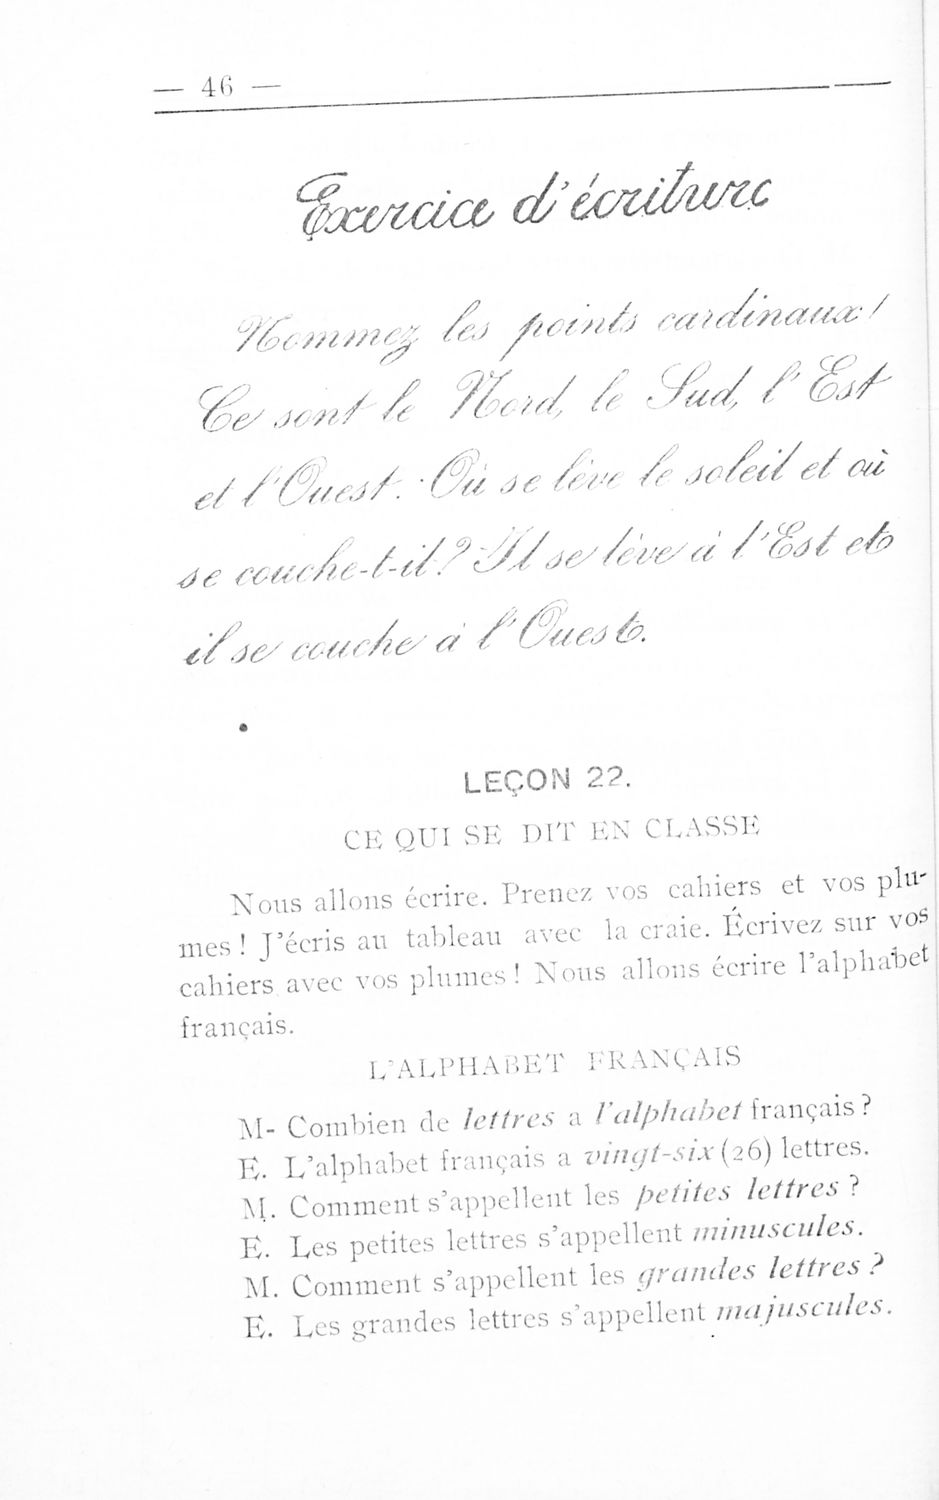 — 46 —
Exercice d'écriture
Nommez les points cardinaux!
Ce sont le Nord, le Sud, l'Est
et l'Ouest. Où se lève le soleil et où
se couche-t-il? Il se lève à l'Est et
il se couche à l'Ouest.
LEÇON 22.
CE QUI SE DIT EN CLASSE
Nous allons écrire. Prenez vos cahiers et vos plu-
mes ! J'écris au tableau avec la craie. Écrivez sur vos
cahiers avec vos plumes ! Nous allons écrire l'alphabet
français.
L'ALPHABET FRANÇAIS
M- Combien de lettres a l'alphabet français ?
E. L'alphabet français a vingt-six (26) lettres.
M. Comment s'appellent les petites lettres ?
E. Les petites lettres s'appellent minuscules.
M. Comment s'appellent les grandes lettres ?
E. Les grandes lettres s'appellent majuscules.